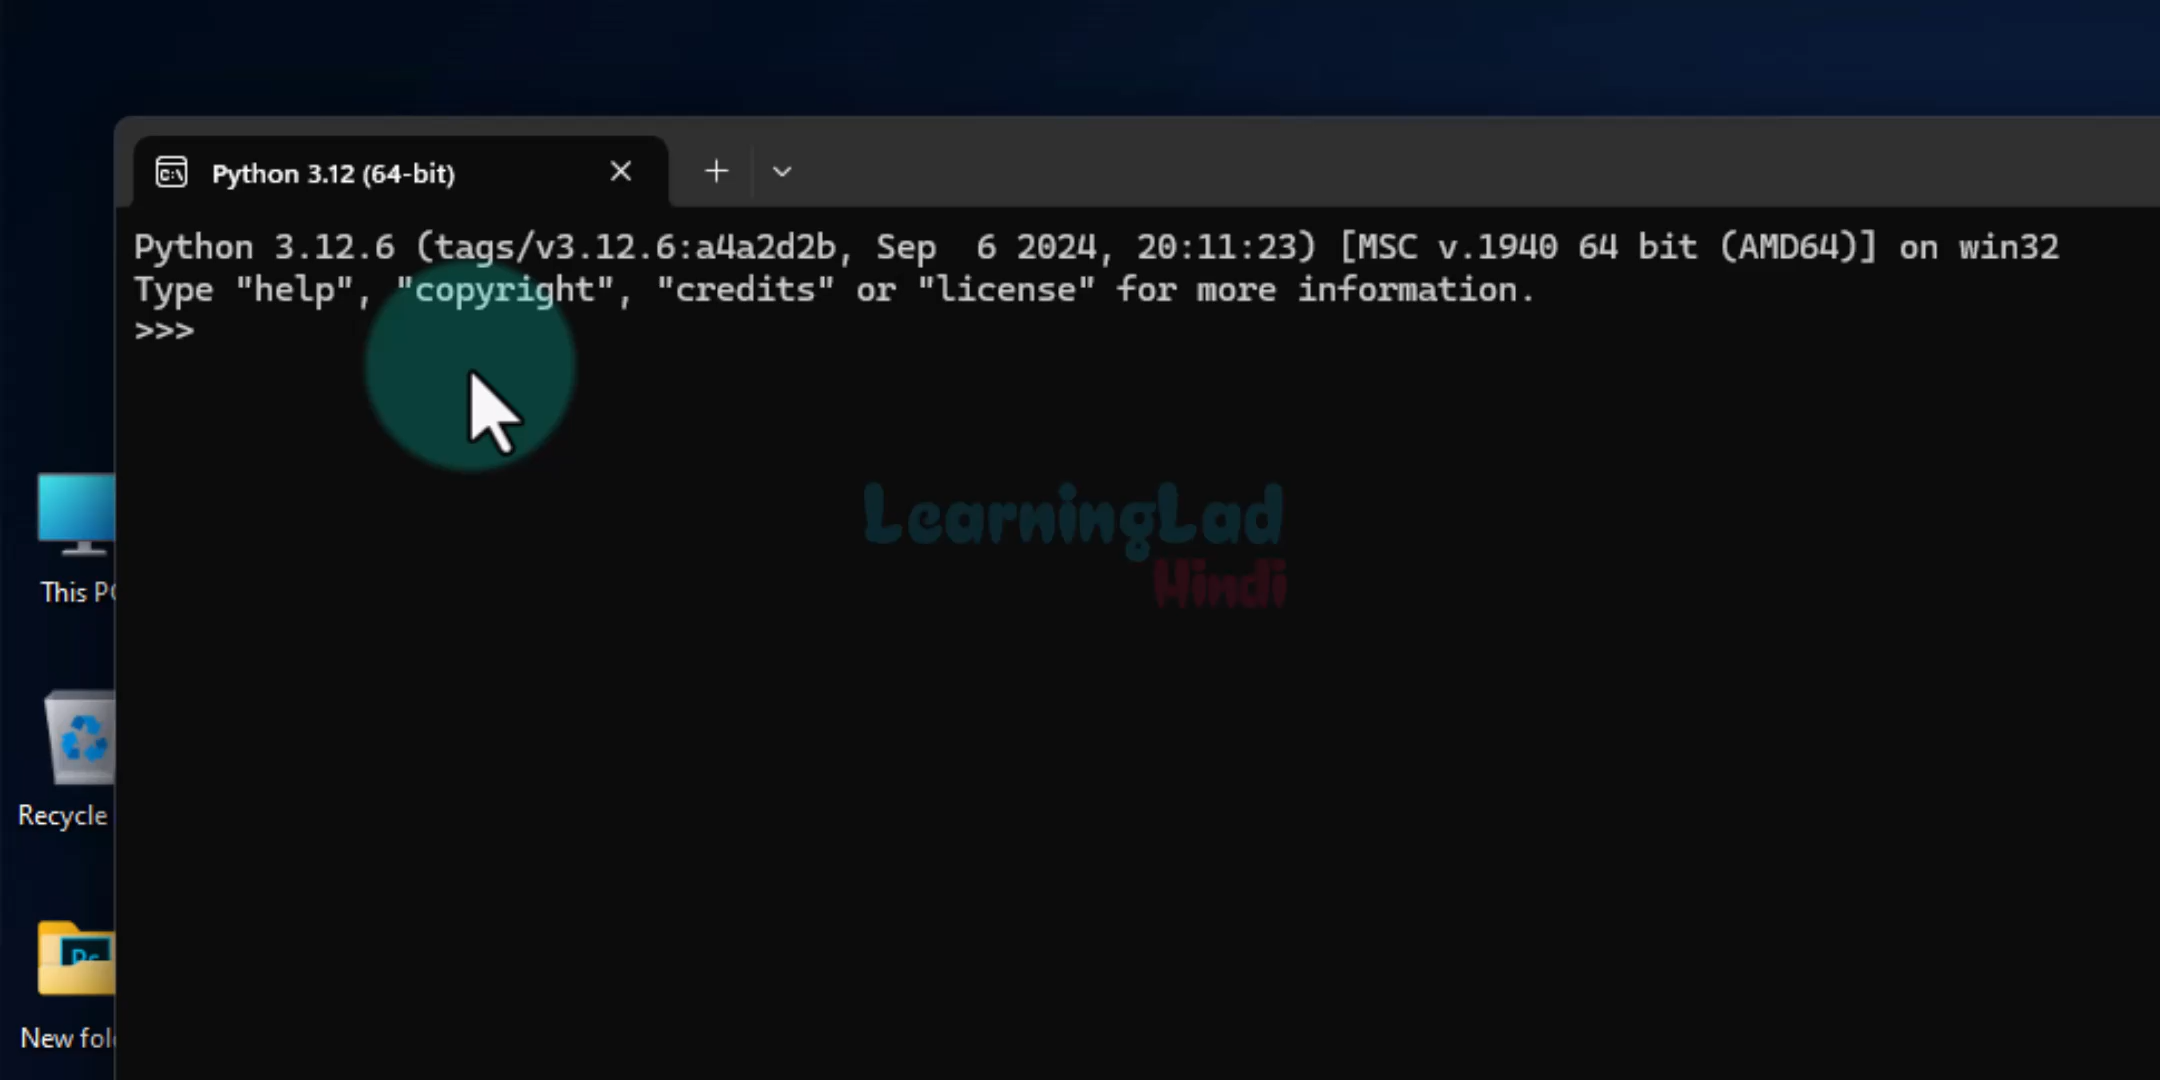 Python 3.12 (64-bit)
Python 3.12.6 (tags/v3.12.6:a4a2d2b, Sep  6 2024, 20:11:23) [MSC v.1940 64 bit (AMD64)] on win32
Type "help", "copyright", "credits" or "license" for more information.
>>>
LearningLad
Hindi
This PC
Recycle
New fol